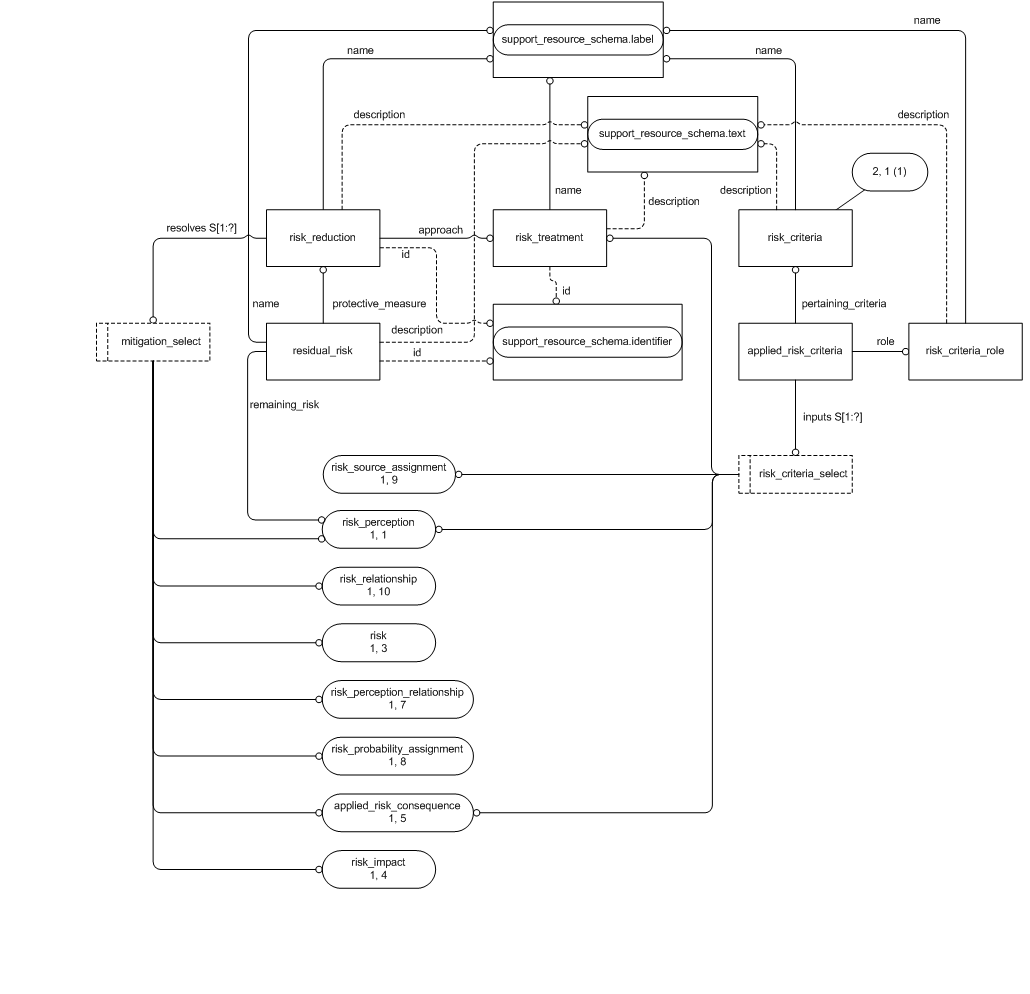 name
support_resource_schema.label
name
name
description
description
support_resource_schema.text
2, 1 (1)
name
description
description
resolves S[1:?]
risk_reduction
approach
risk_treatment
risk_criteria
id
id
name
protective_measure
pertaining_criteria
description
mitigation_select
residual_risk
id
support_resource_schema.identifier
applied_risk_criteria
role
risk_criteria_role
remaining_risk
inputs S[1:?]
risk_source_assignment
1, 9
risk_criteria_select
risk_perception
1, 1
risk_relationship
1, 10
risk
1, 3
risk_perception_relationship
1, 7
risk_probability_assignment
1, 8
applied_risk_consequence
1, 5
risk_impact
1, 4